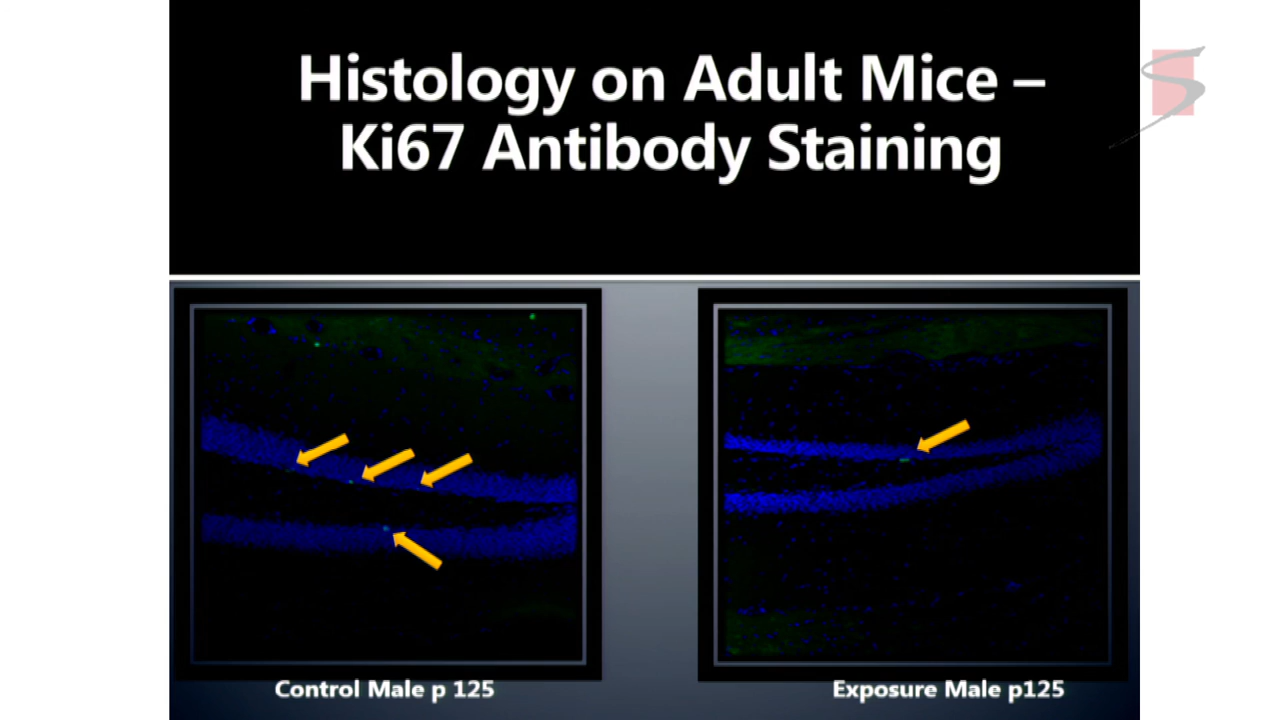 Histology on Adult Mice –
Ki67 Antibody Staining
Control Male p 125
Exposure Male p125